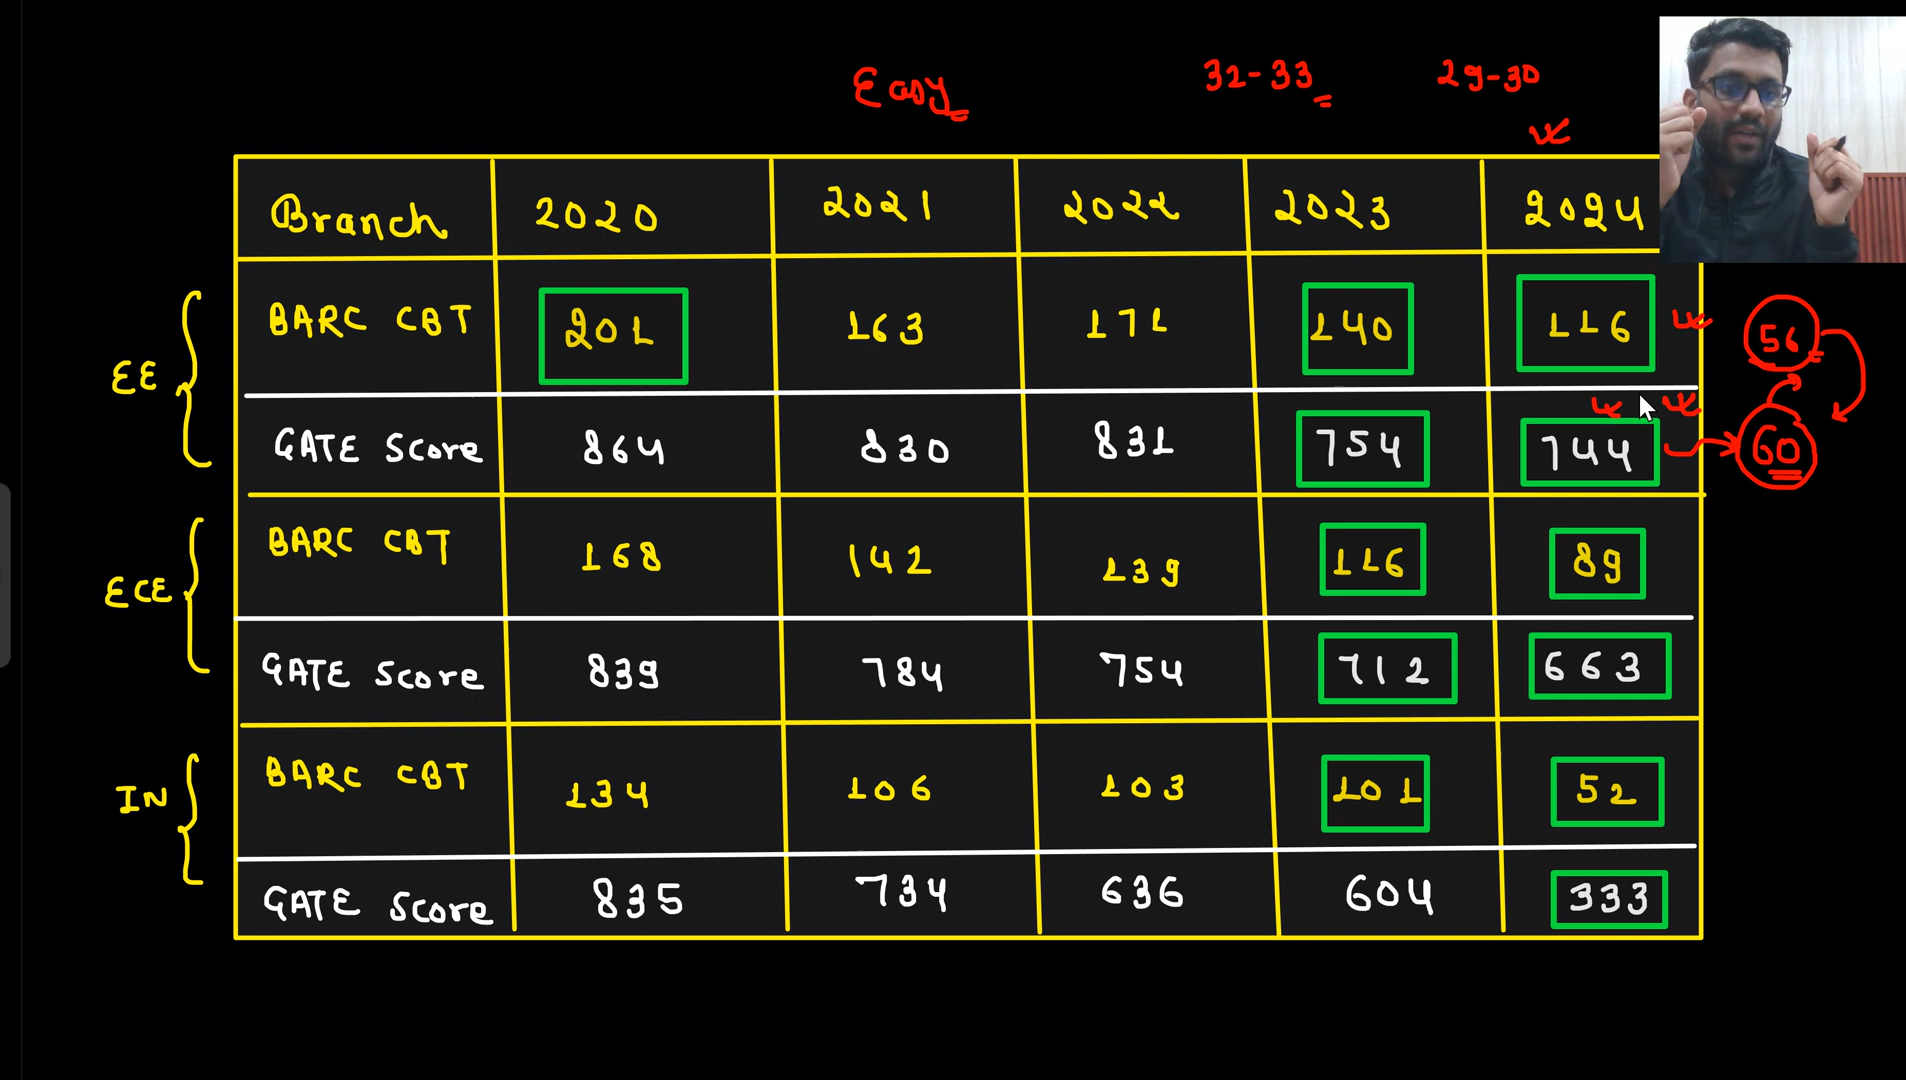 Easy 32-33 29-30
Branch 2020 2021 2022 2023 2024
EE
BARC CBT 201 163 171 140 116 56
GATE Score 864 830 831 754 744 60
ECE
BARC CBT 168 142 139 116 89
GATE Score 839 784 754 712 663
IN
BARC CBT 134 106 103 101 52
GATE Score 835 734 636 604 333